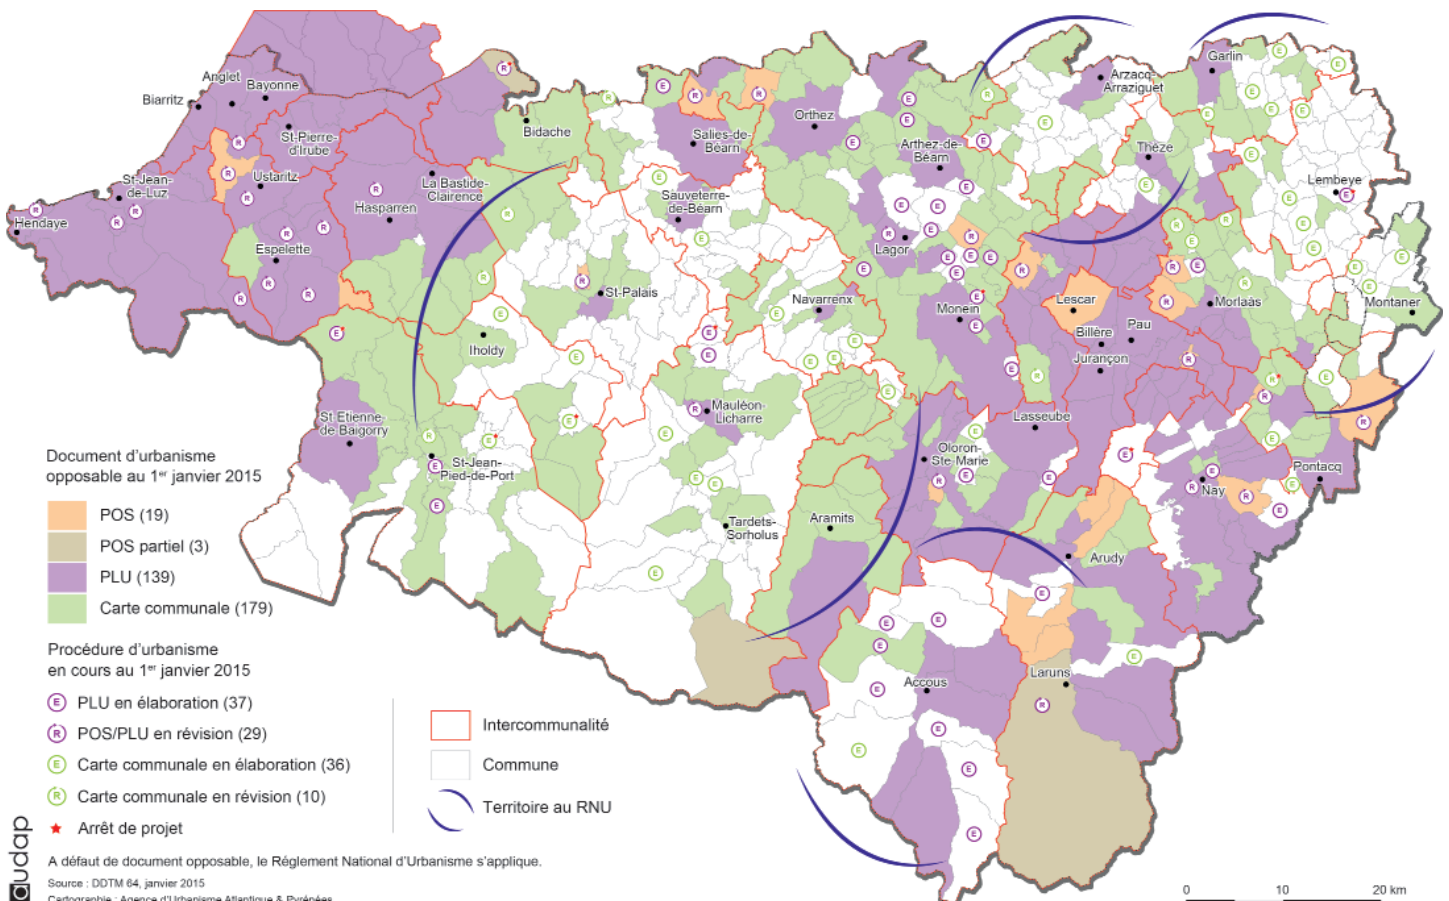 Anglet
Bayonne
Biarritz
St-Pierre-
d'Irube
Bidache
St-Jean-
de-Luz
Ustaritz
La Bastide-
Clairence
Hasparren
Hendaye
Espelette
Salies-de-
Béarn
Orthez
Arthez-de-
Béarn
Arzacq-
Arraziguet
Garlin
Thèze
Lembeye
Sauveterre-
de-Béarn
Lagor
St-Palais
Navarrenx
Monein
Lescar
Billère
Pau
Jurançon
Morlaàs
Montaner
Iholdy
Mauléon-
Licharre
Lasseube
St Etienne-
de Baigorry
St-Jean-
Pied-de-Port
Oloron-
Ste Marie
Nay
Pontacq
Tardets-
Sorholus
Aramits
Arudy
Accous
Laruns
Document d'urbanisme
opposable au 1er janvier 2015
POS (19)
POS partiel (3)
PLU (139)
Carte communale (179)
Procédure d'urbanisme
en cours au 1er janvier 2015
E PLU en élaboration (37)
R POS/PLU en révision (29)
E Carte communale en élaboration (36)
R Carte communale en révision (10)
Arrêt de projet
Intercommunalité
Commune
Territoire au RNU
A défaut de document opposable, le Réglement National d'Urbanisme s'applique.
Source : DDTM 64, janvier 2015
Cartographie : Agence d'Urbanisme Atlantique & Pyrénées
audap
0 10 20 km